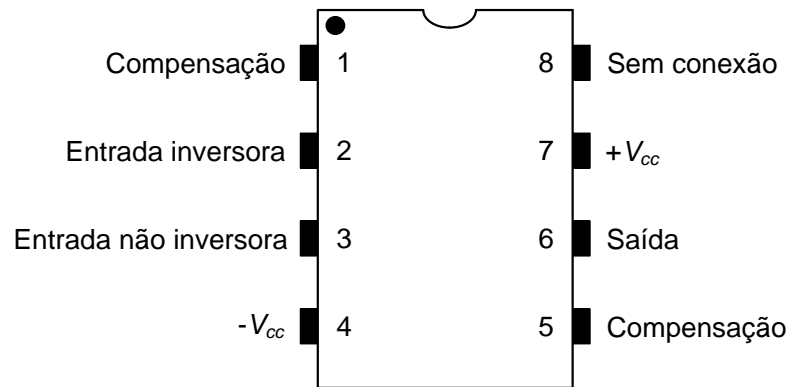 Compensação 1 8 Sem conexão
Entrada inversora 2 7 +Vcc
Entrada não inversora 3 6 Saída
-Vcc 4 5 Compensação